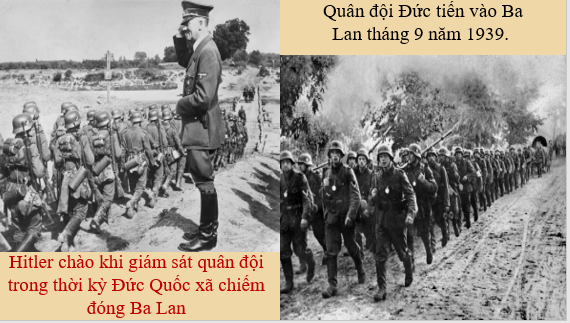 Quân đội Đức tiến vào Ba
Lan tháng 9 năm 1939.
Hitler chào khi giám sát quân đội
trong thời kỳ Đức Quốc xã chiếm
đóng Ba Lan